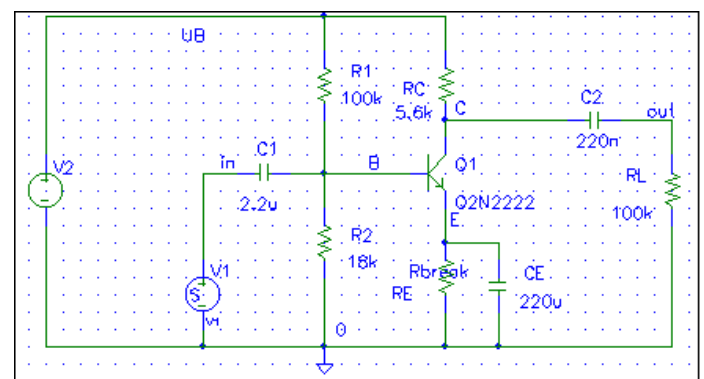 UB
R1
100k
RC
5.6k
C
C2
out
220n
in
C1
B
Q1
V2
2.2u
Q2N2222
RL
100k
E
R2
18k
V1
S
Rbreak
RE
CE
220u
0